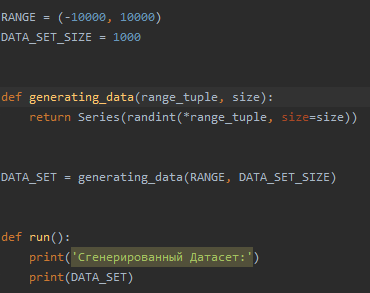 RANGE = (-10000, 10000)
DATA_SET_SIZE = 1000
def generating_data(range_tuple, size):
    return Series(randint(*range_tuple, size=size))
DATA_SET = generating_data(RANGE, DATA_SET_SIZE)
def run():
    print('Сгенерированный Датасет:')
    print(DATA_SET)